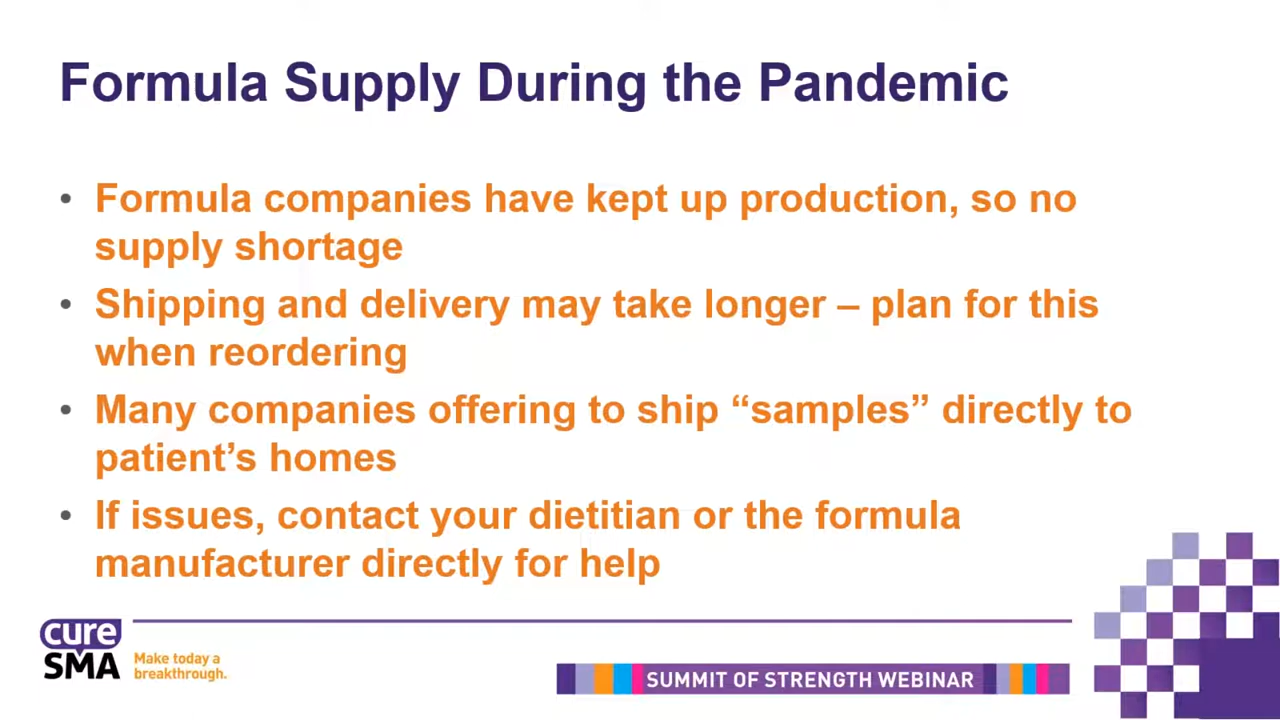 Formula Supply During the Pandemic
• Formula companies have kept up production, so no
supply shortage
• Shipping and delivery may take longer – plan for this
when reordering
• Many companies offering to ship “samples” directly to
patient’s homes
• If issues, contact your dietitian or the formula
manufacturer directly for help
cure
SMA
Make today a
breakthrough.
SUMMIT OF STRENGTH WEBINAR